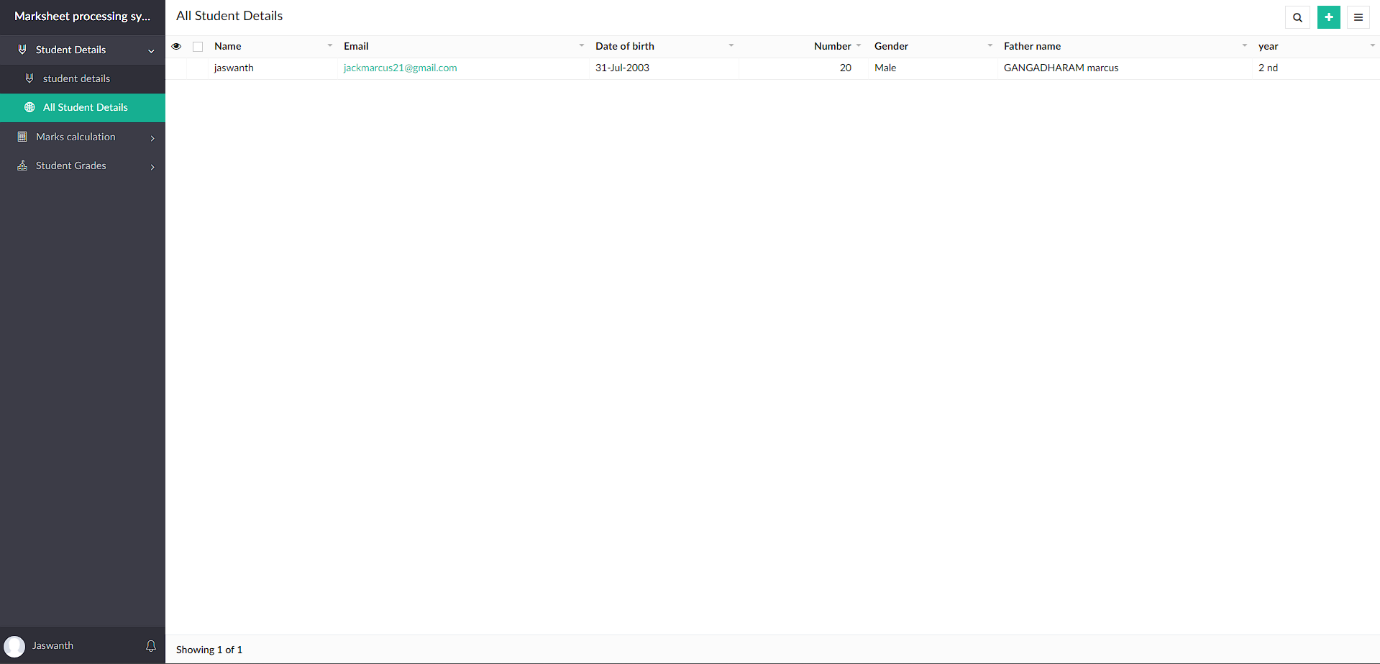 Marksheet processing sy...
Student Details
student details
All Student Details
Marks calculation
Student Grades
Jaswanth
All Student Details
Name Email Date of birth Number Gender Father name year
jaswanth jackmarcus21@gmail.com 31-Jul-2003 20 Male GANGADHARAM marcus 2 nd
Showing 1 of 1